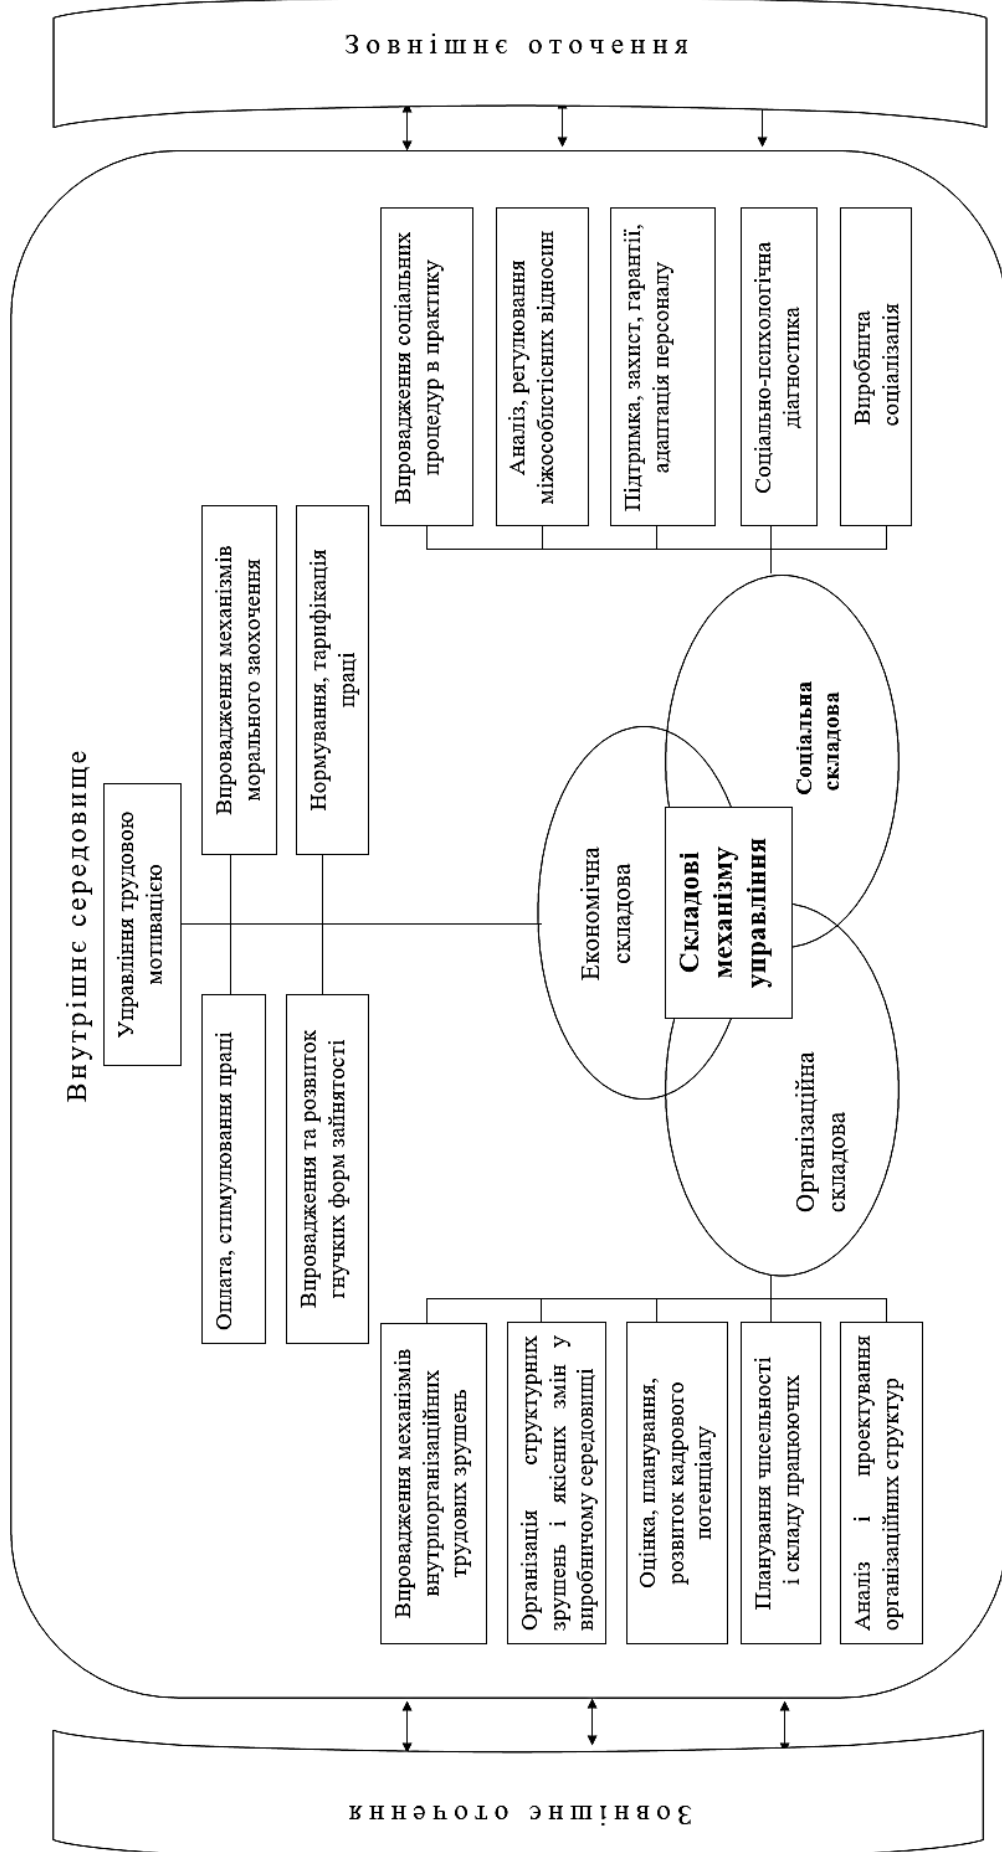 Зовнішнє оточення
Внутрішнє середовище
Управління трудовою
мотивацією
Оплата, стимулювання праці
Впровадження механізмів
морального заохочення
Впровадження та розвиток
гнучких форм зайнятості
Нормування, тарифікація
праці
Впровадження механізмів
внутрпорганізаційних
трудових зрушень
Організація структурних
зрушень і якісних змін у
виробничому середовищі
Оцінка, планування,
розвиток кадрового
потенціалу
Планування чисельності
і складу працюючих
Аналіз і проектування
організаційних структур
Економічна
складова
Складові
механізму
управління
Організаційна
складова
Соціальна
складова
Впровадження соціальних
процедур в практику
Аналіз, регулювання
міжособистісних відносин
Підтримка, захист, гарантії,
адаптація персоналу
Соціально-психологічна
діагностика
Впробнича
соціалізація
Зовнішнє оточення